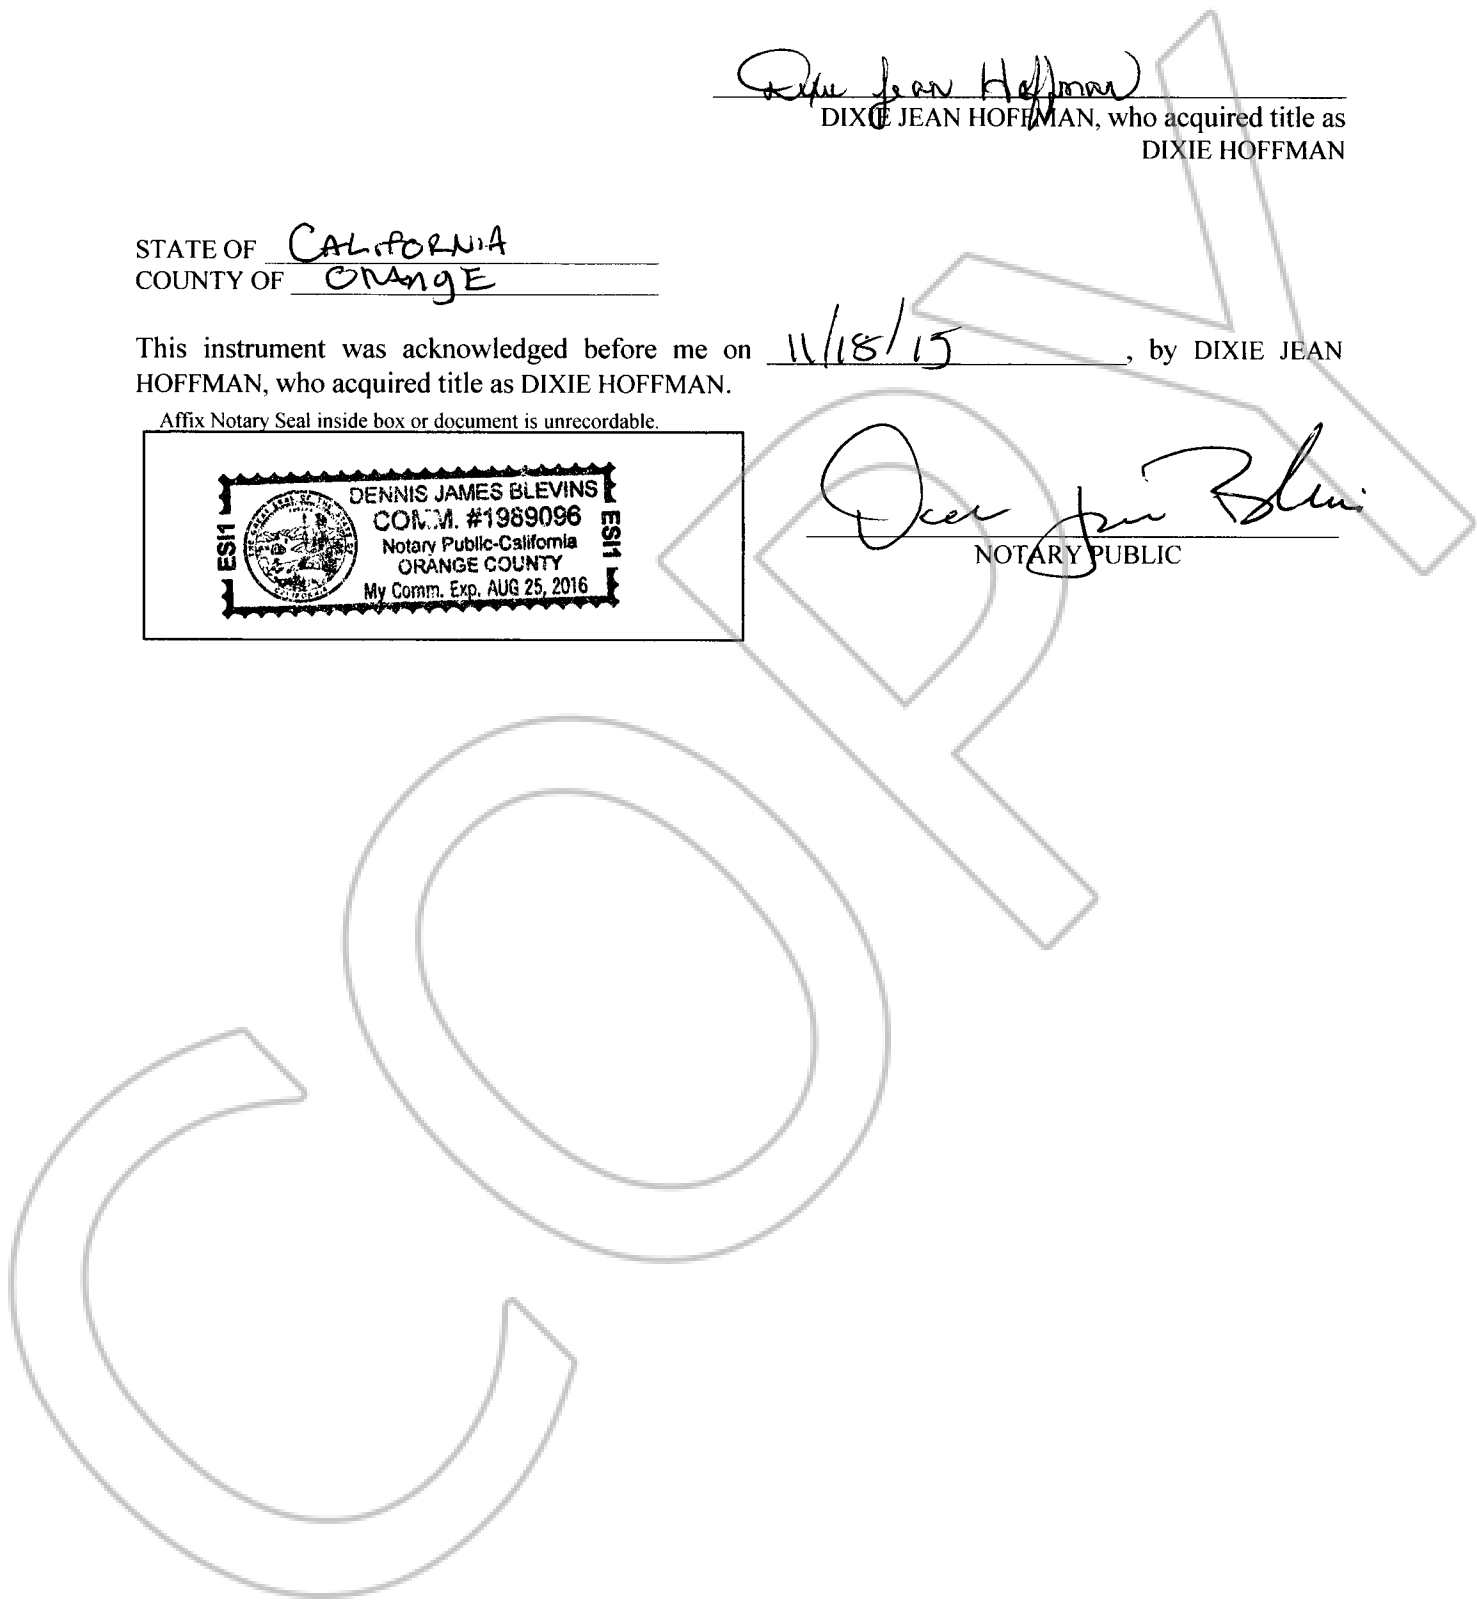 Dixie Jean Hoffman
DIXIE JEAN HOFFMAN, who acquired title as
DIXIE HOFFMAN
STATE OF CALIFORNIA
COUNTY OF ORANGE
This instrument was acknowledged before me on 11/18/15, by DIXIE JEAN
HOFFMAN, who acquired title as DIXIE HOFFMAN.
Affix Notary Seal inside box or document is unrecordable.
DENNIS JAMES BLEVINS
COMM. #1989096
Notary Public-California
ORANGE COUNTY
My Comm. Exp. AUG 25, 2016
ESI1
ESI1
NOTARY PUBLIC
COPY